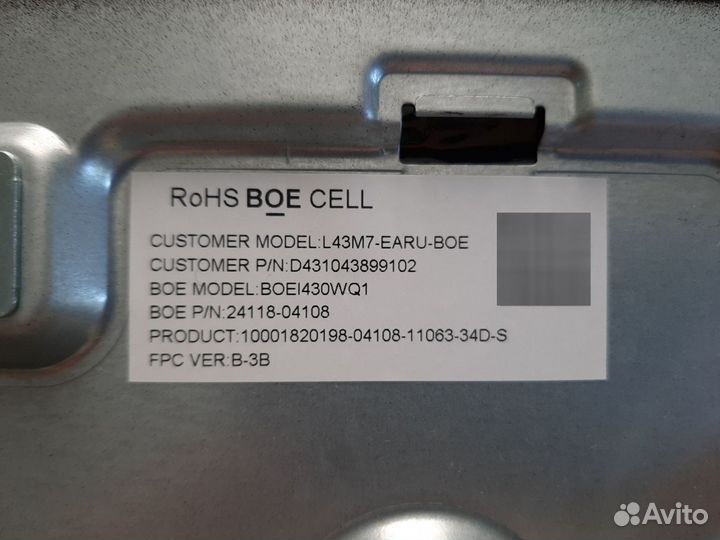 RoHS BOE CELL
CUSTOMER MODEL:L43M7-EARU-BOE
CUSTOMER P/N:D431043899102
BOE MODEL:BOEI430WQ1
BOE P/N:24118-04108
PRODUCT:10001820198-04108-11063-34D-S
FPC VER:B-3B
Avito